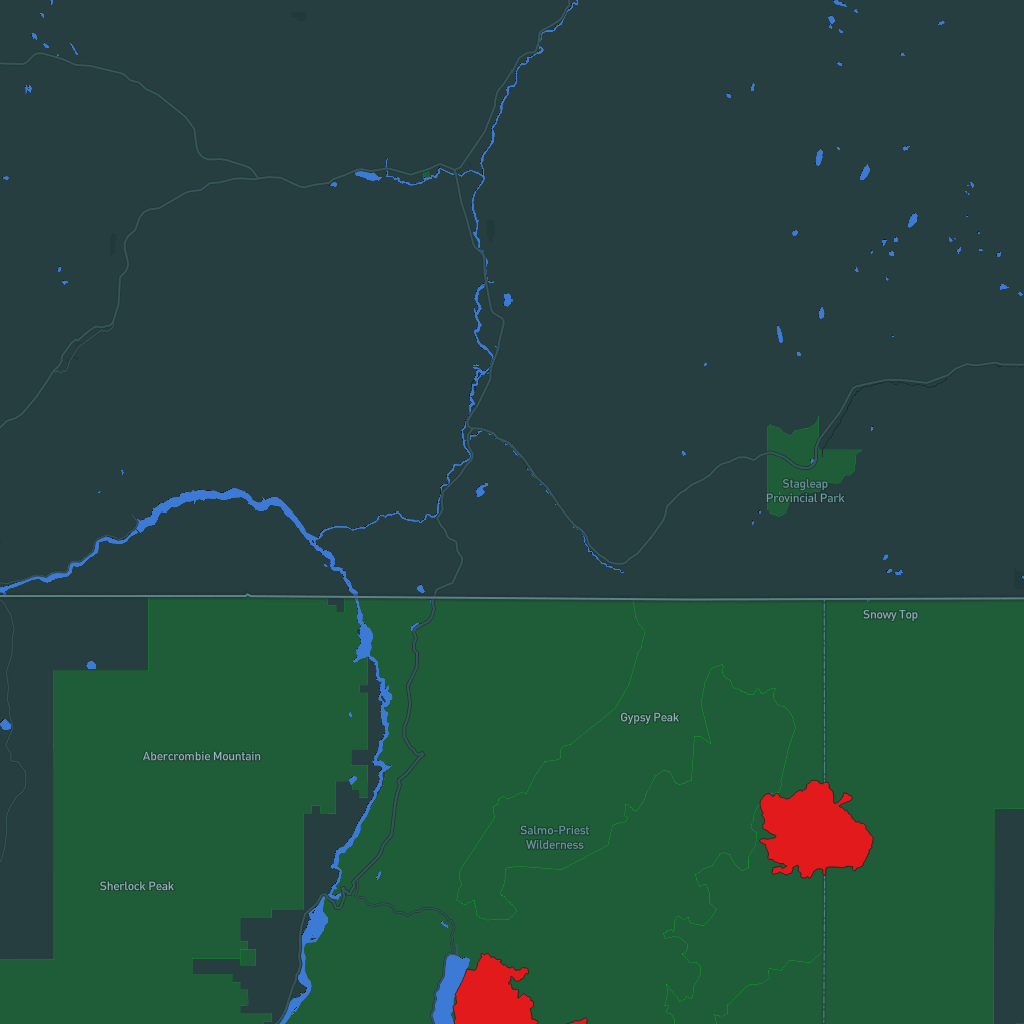 Stagleap
Provincial Park
Snowy Top
Gypsy Peak
Abercrombie Mountain
Salmo-Priest
Wilderness
Sherlock Peak